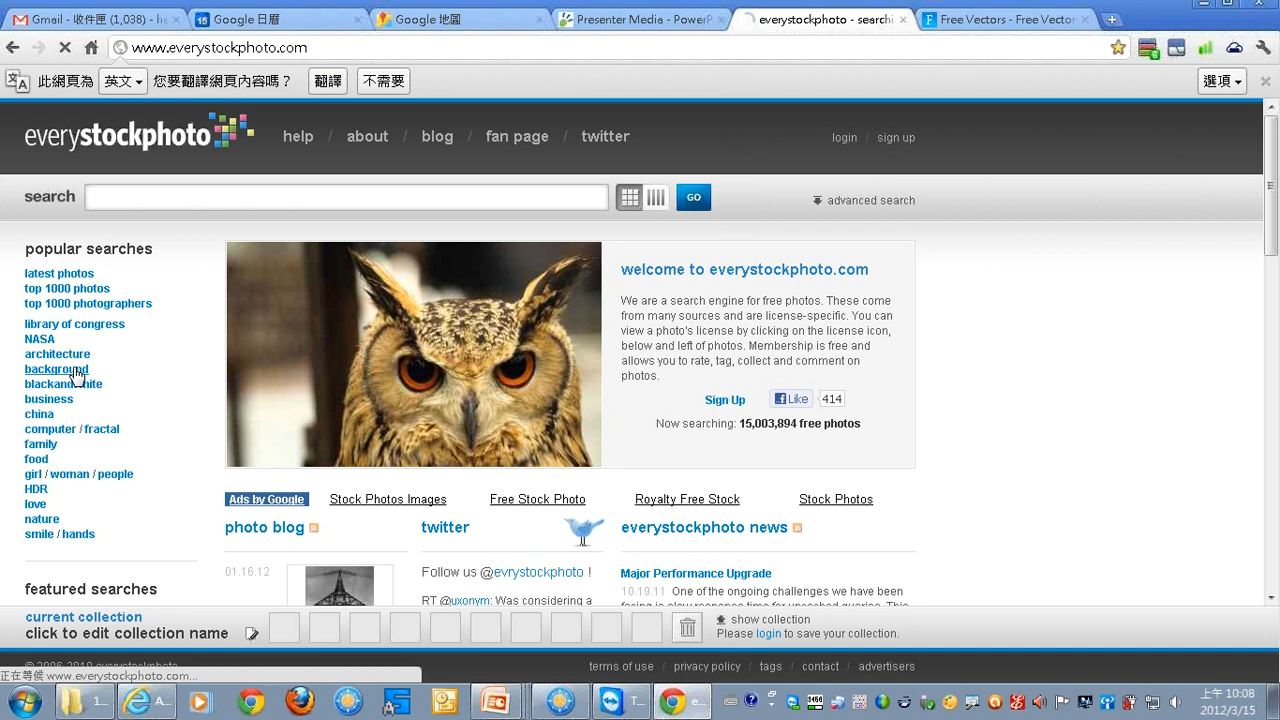 Gmail - 收件匣 (1,038) - h
Google 日曆
Google 地圖
Presenter Media - PowerP
everystockphoto - searchi
Free Vectors - Free Vector
www.everystockphoto.com
此網頁為 英文 您要翻譯網頁內容嗎？ 翻譯 不需要 選項
everystockphoto
help / about / blog / fan page / twitter
login / sign up
search GO advanced search
popular searches
latest photos
top 1000 photos
top 1000 photographers
library of congress
NASA
architecture
background
blackandwhite
business
china
computer / fractal
family
food
girl / woman / people
HDR
love
nature
smile / hands
featured searches
welcome to everystockphoto.com
We are a search engine for free photos. These come
from many sources and are license-specific. You can
view a photo's license by clicking on the license icon,
below and left of photos. Membership is free and
allows you to rate, tag, collect and comment on
photos.
Sign Up Like 414
Now searching: 15,003,894 free photos
Ads by Google Stock Photos Images Free Stock Photo Royalty Free Stock Stock Photos
photo blog
01.16.12
twitter
Follow us @evrystockphoto !
RT @uxonym: Was considering a
everystockphoto news
Major Performance Upgrade
10.19.11 One of the ongoing challenges we have been
current collection
click to edit collection name
show collection
Please login to save your collection.
正在等候 www.everystockphoto.com...
terms of use / privacy policy / tags / contact / advertisers
1...
A...
T...
e...
上午 10:08
2012/3/15